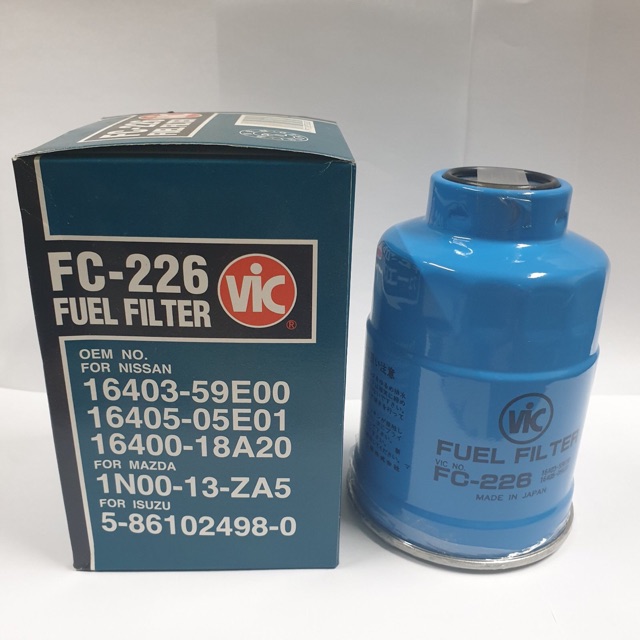 FC-226
FUEL FILTER
VIC
®
OEM NO.
FOR NISSAN
16403-59E00
16405-05E01
16400-18A20
FOR MAZDA
1N00-13-ZA5
FOR ISUZU
5-86102498-0
VIC
FUEL FILTER
VIC NO.
FC-226
MADE IN JAPAN